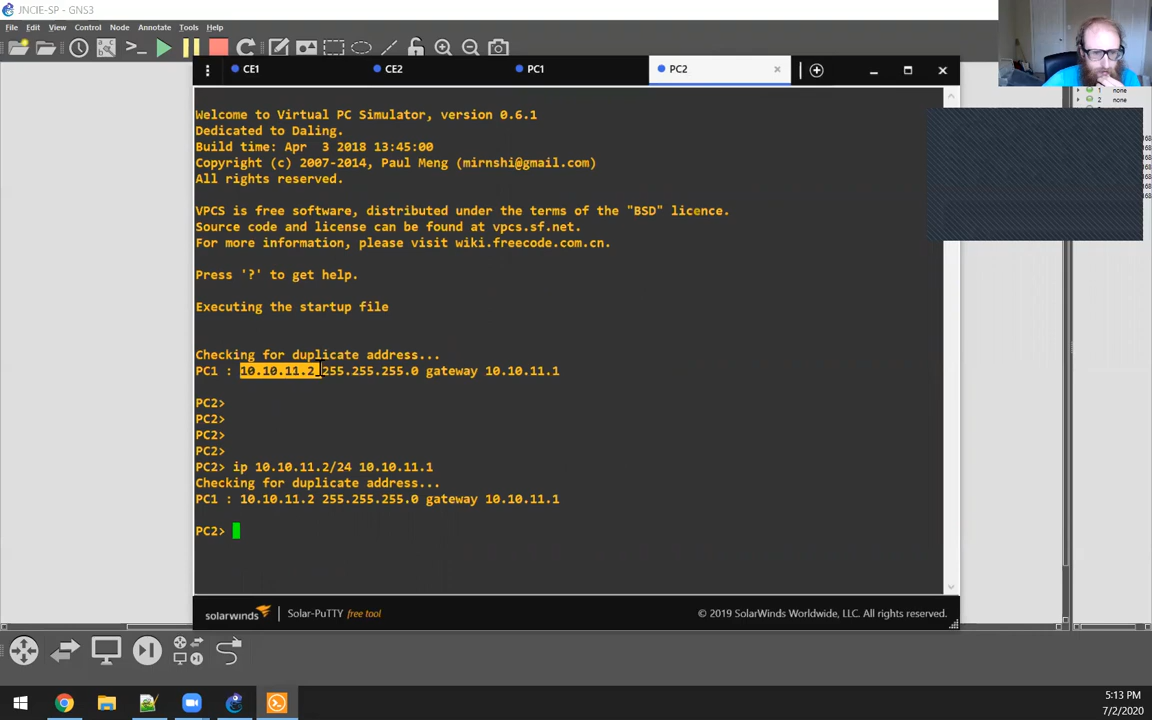 JNCIE-SP - GNS3
File Edit View Control Node Annotate Tools Help
CE1 CE2 PC1 PC2
1 none
2 none
Welcome to Virtual PC Simulator, version 0.6.1
Dedicated to Daling.
Build time: Apr  3 2018 13:45:00
Copyright (c) 2007-2014, Paul Meng (mirnshi@gmail.com)
All rights reserved.
VPCS is free software, distributed under the terms of the "BSD" licence.
Source code and license can be found at vpcs.sf.net.
For more information, please visit wiki.freecode.com.cn.
Press '?' to get help.
Executing the startup file
Checking for duplicate address...
PC1 : 10.10.11.2 255.255.255.0 gateway 10.10.11.1
PC2>
PC2>
PC2>
PC2>
PC2> ip 10.10.11.2/24 10.10.11.1
Checking for duplicate address...
PC1 : 10.10.11.2 255.255.255.0 gateway 10.10.11.1
PC2>
solarwinds Solar-PuTTY free tool © 2019 SolarWinds Worldwide, LLC. All rights reserved.
5:13 PM
7/2/2020